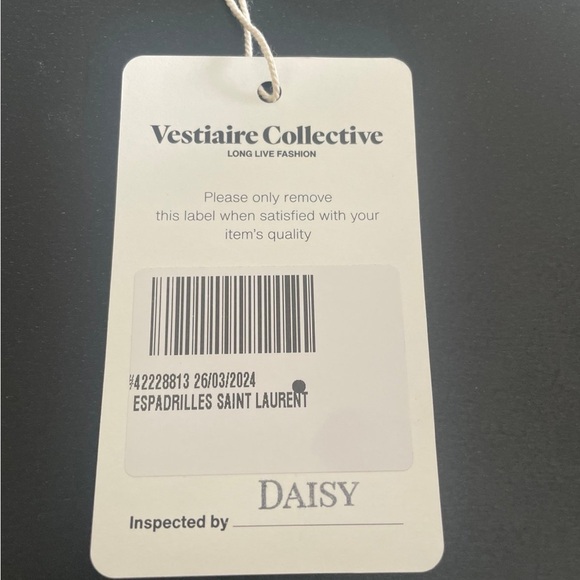 Vestiaire Collective
LONG LIVE FASHION
Please only remove
this label when satisfied with your
item's quality
#42228813 26/03/2024
ESPADRILLES SAINT LAURENT
DAISY
Inspected by